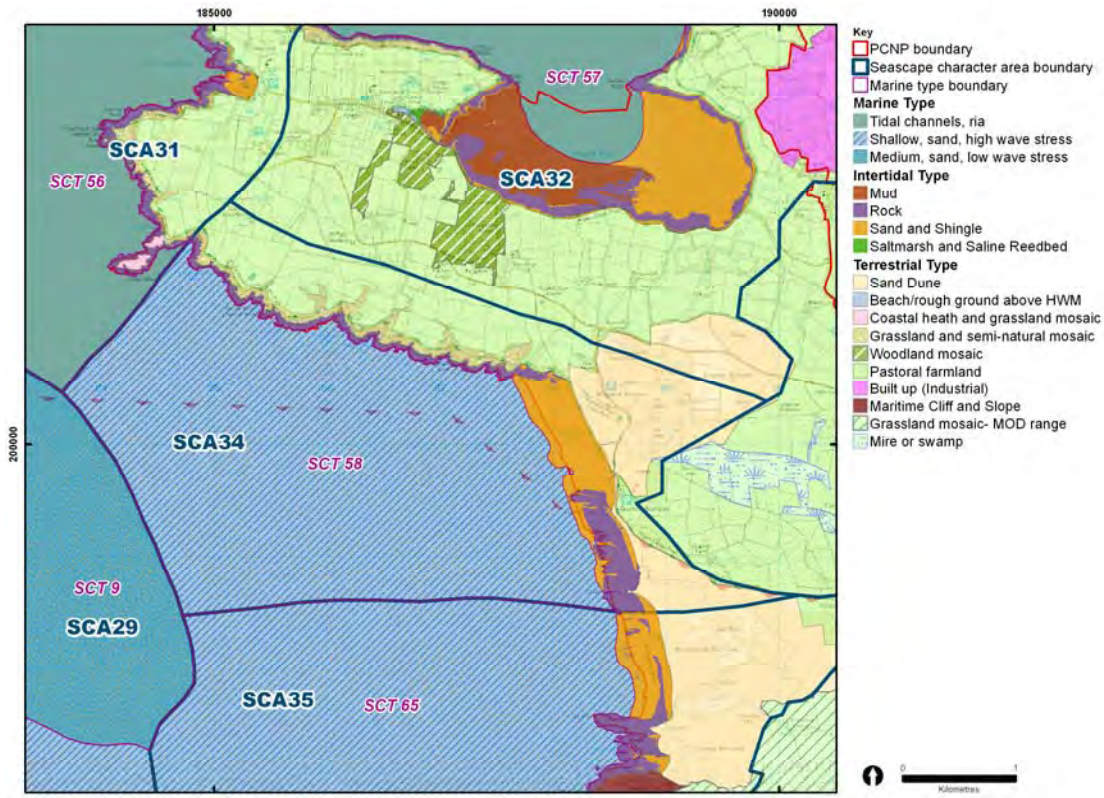 185000
190000
200000
SCT 57
SCA31
SCT 56
SCA32
SCA34
SCT 58
SCT 9
SCA29
SCA35
SCT 65
Key
PCNP boundary
Seascape character area boundary
Marine type boundary
Marine Type
Tidal channels, ria
Shallow, sand, high wave stress
Medium, sand, low wave stress
Intertidal Type
Mud
Rock
Sand and Shingle
Saltmarsh and Saline Reedbed
Terrestrial Type
Sand Dune
Beach/rough ground above HWM
Coastal heath and grassland mosaic
Grassland and semi-natural mosaic
Woodland mosaic
Pastoral farmland
Built up (Industrial)
Maritime Cliff and Slope
Grassland mosaic- MOD range
Mire or swamp
0 1
Kilometres